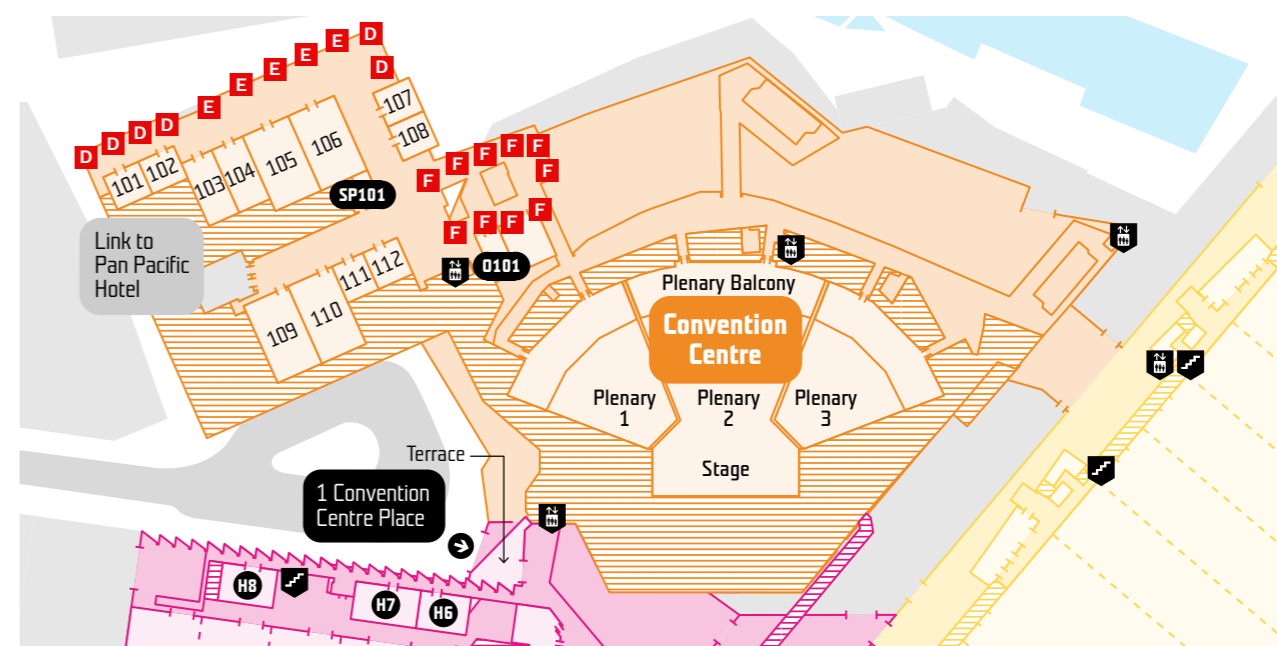 D
E
E
E
E
E
D
D
D
D
D
D
107
108
106
105
104
103
102
101
F
F
F
F
F
F
F
F
F
F
F
SP101
0101
Link to
Pan Pacific
Hotel
112
111
110
109
Plenary Balcony
Convention
Centre
Plenary
1
Plenary
2
Plenary
3
Stage
Terrace
1 Convention
Centre Place
H8
H7
H6